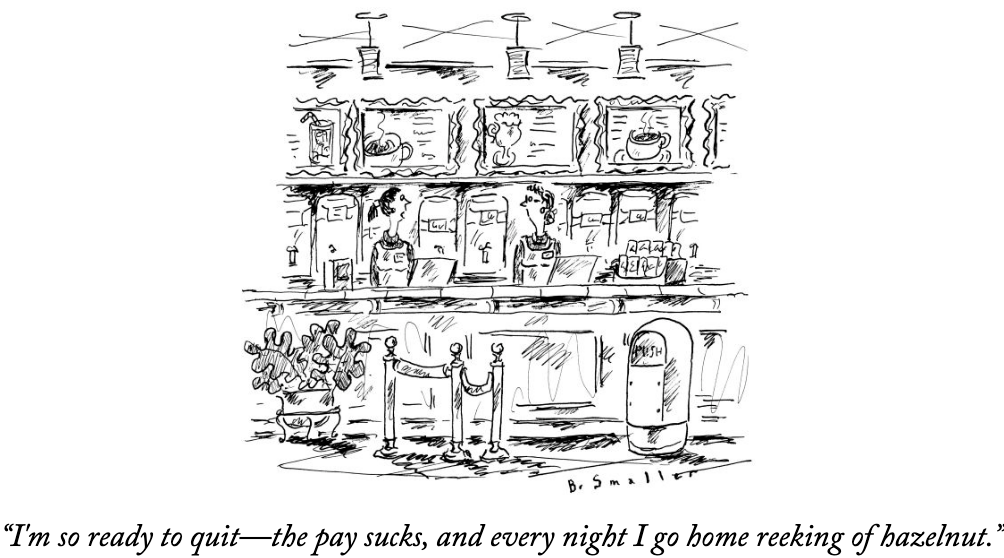 PUSH
B. Smaller
“I'm so ready to quit—the pay sucks, and every night I go home reeking of hazelnut.”